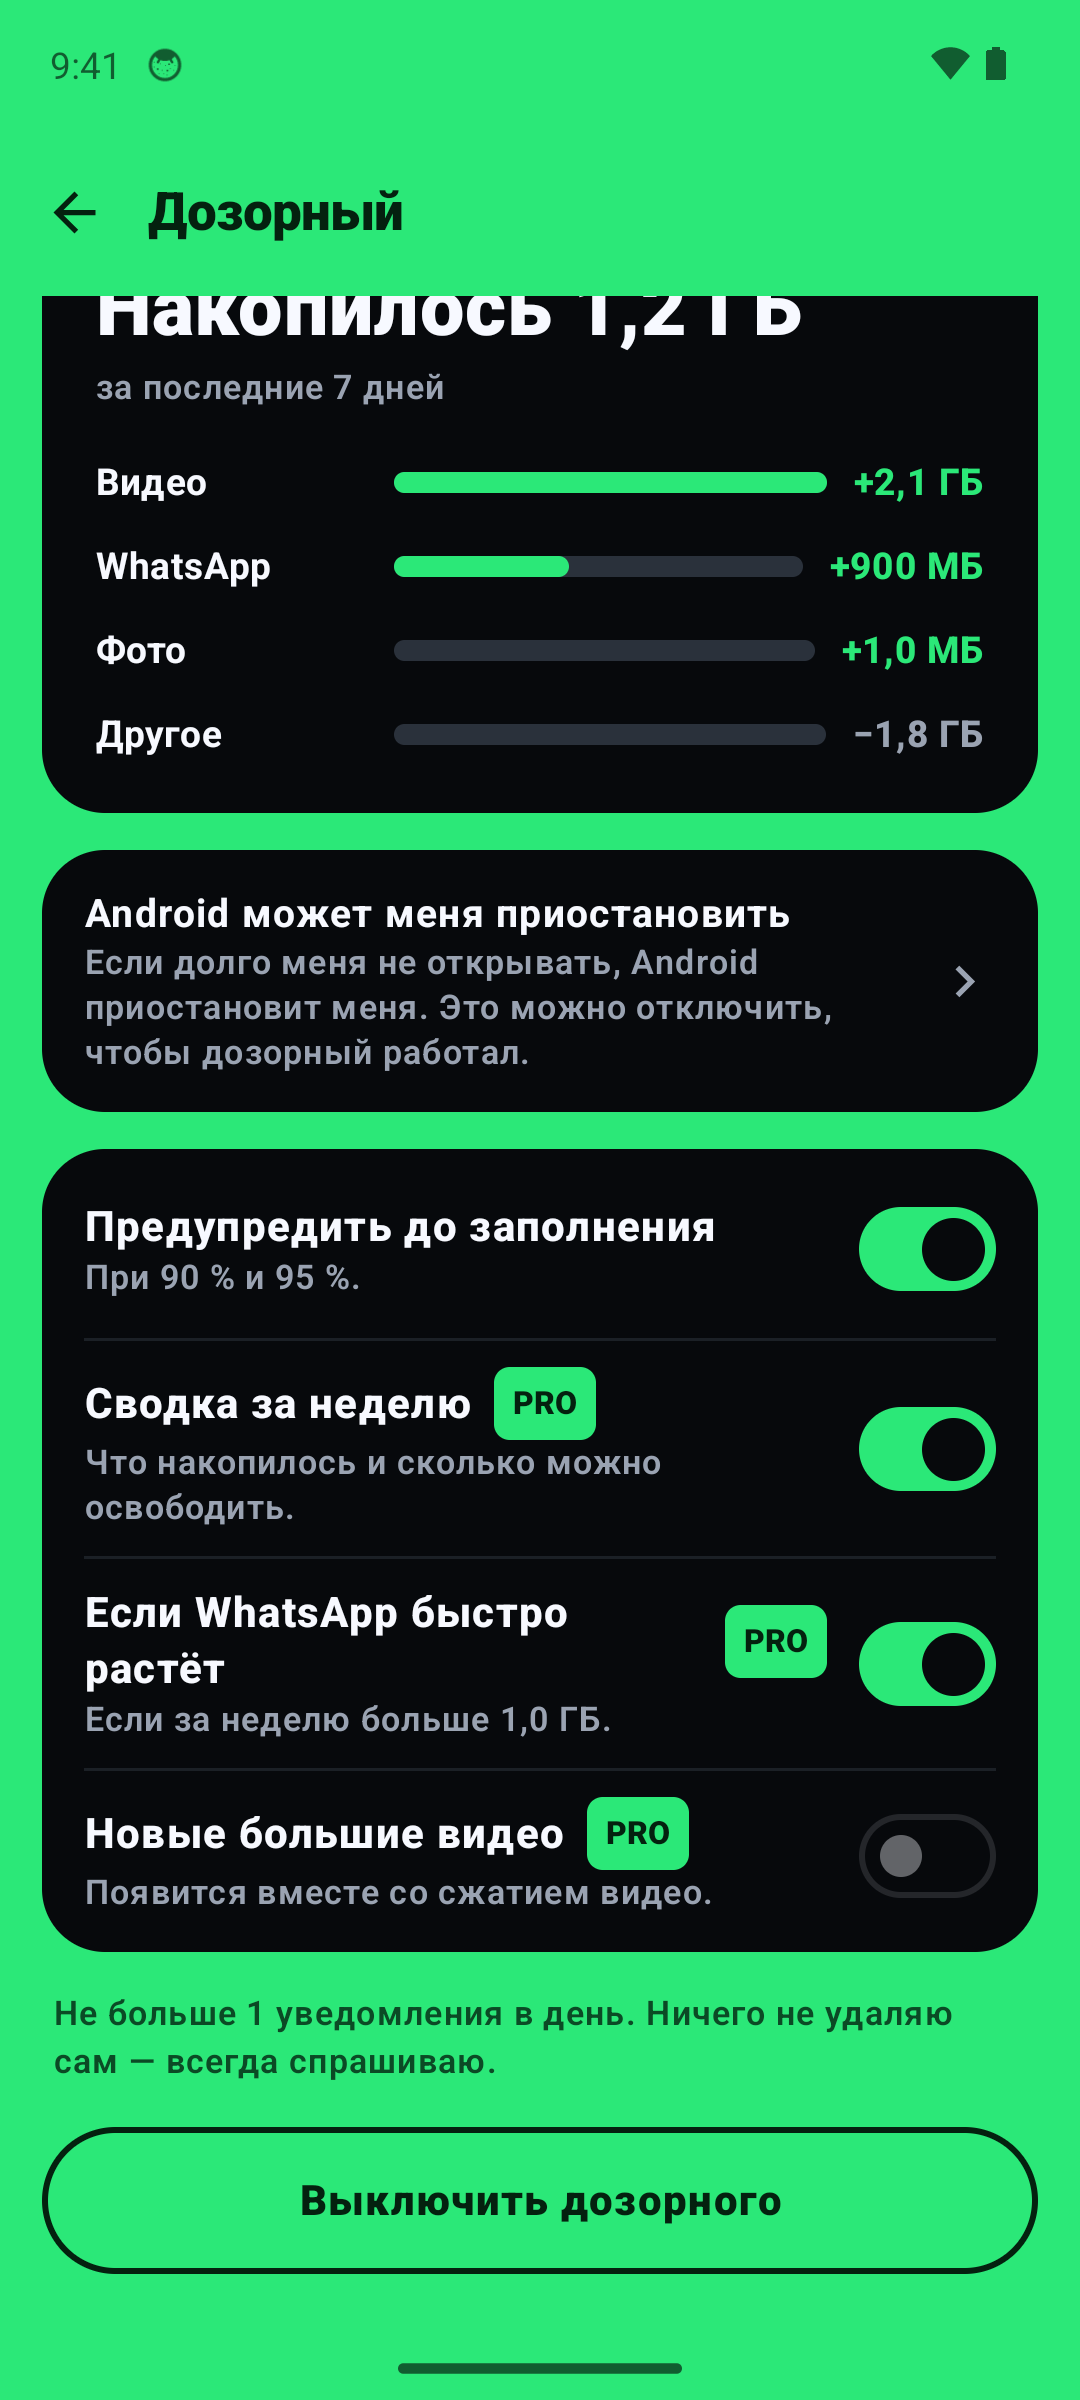 9:41
Дозорный
Накопилось 1,2 ГБ
за последние 7 дней
Видео +2,1 ГБ
WhatsApp +900 МБ
Фото +1,0 МБ
Другое −1,8 ГБ
Android может меня приостановить
Если долго меня не открывать, Android
приостановит меня. Это можно отключить,
чтобы дозорный работал.
Предупредить до заполнения
При 90 % и 95 %.
Сводка за неделю PRO
Что накопилось и сколько можно
освободить.
Если WhatsApp быстро
растёт
PRO
Если за неделю больше 1,0 ГБ.
Новые большие видео PRO
Появится вместе со сжатием видео.
Не больше 1 уведомления в день. Ничего не удаляю
сам — всегда спрашиваю.
Выключить дозорного